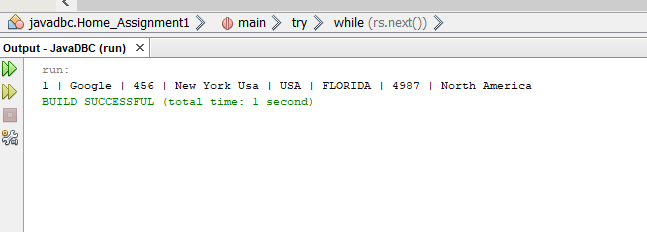 javadbc.Home_Assignment1 main try while (rs.next())
Output - JavaDBC (run) ×
run:
1 | Google | 456 | New York Usa | USA | FLORIDA | 4987 | North America
BUILD SUCCESSFUL (total time: 1 second)